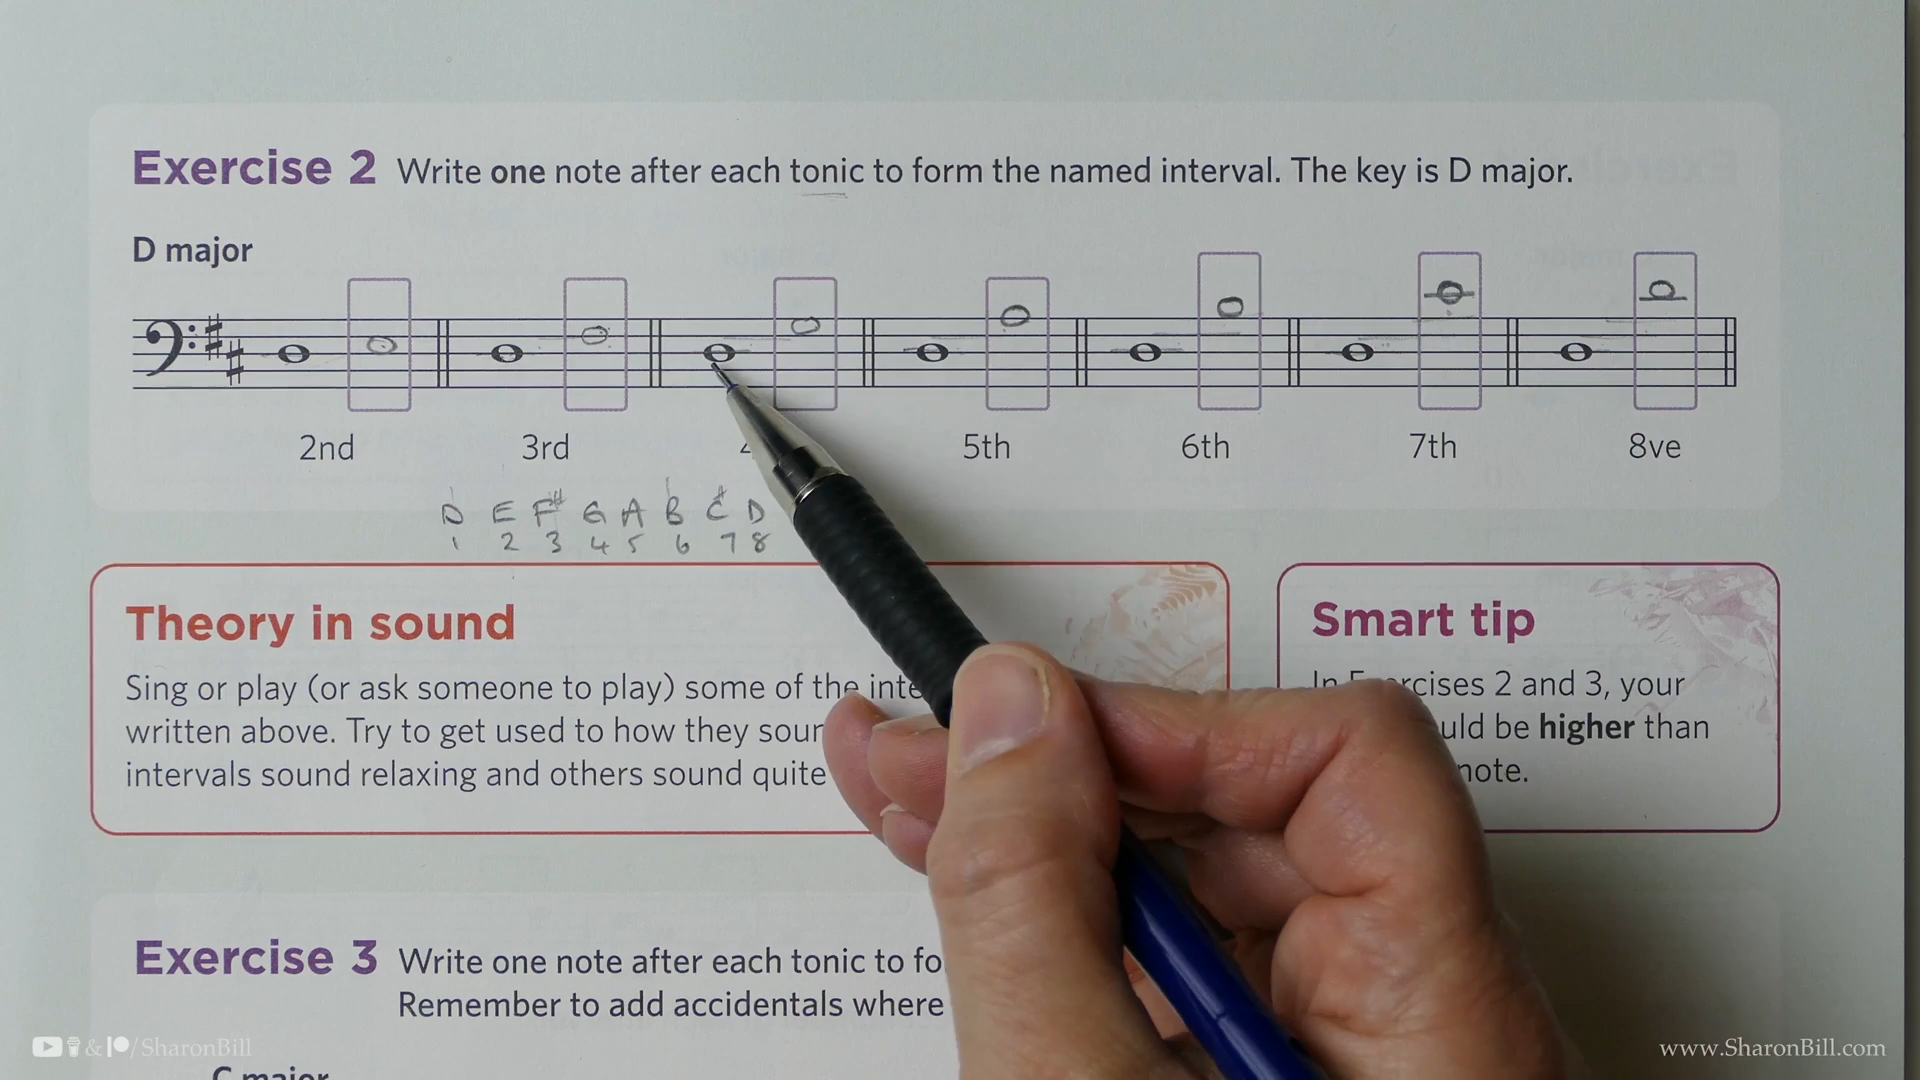 Exercise 2 Write one note after each tonic to form the named interval. The key is D major.
D major
2nd 3rd 5th 6th 7th 8ve
D E F# G A B C# D
1 2 3 4 5 6 7 8
Theory in sound
Sing or play (or ask someone to play) some of the
written above. Try to get used to how they
intervals sound relaxing and others sound quite
Smart tip
In Exercises 2 and 3, your
be higher than
note.
Exercise 3 Write one note after each tonic to
Remember to add accidentals where
C major
&/SharonBill
www.SharonBill.com